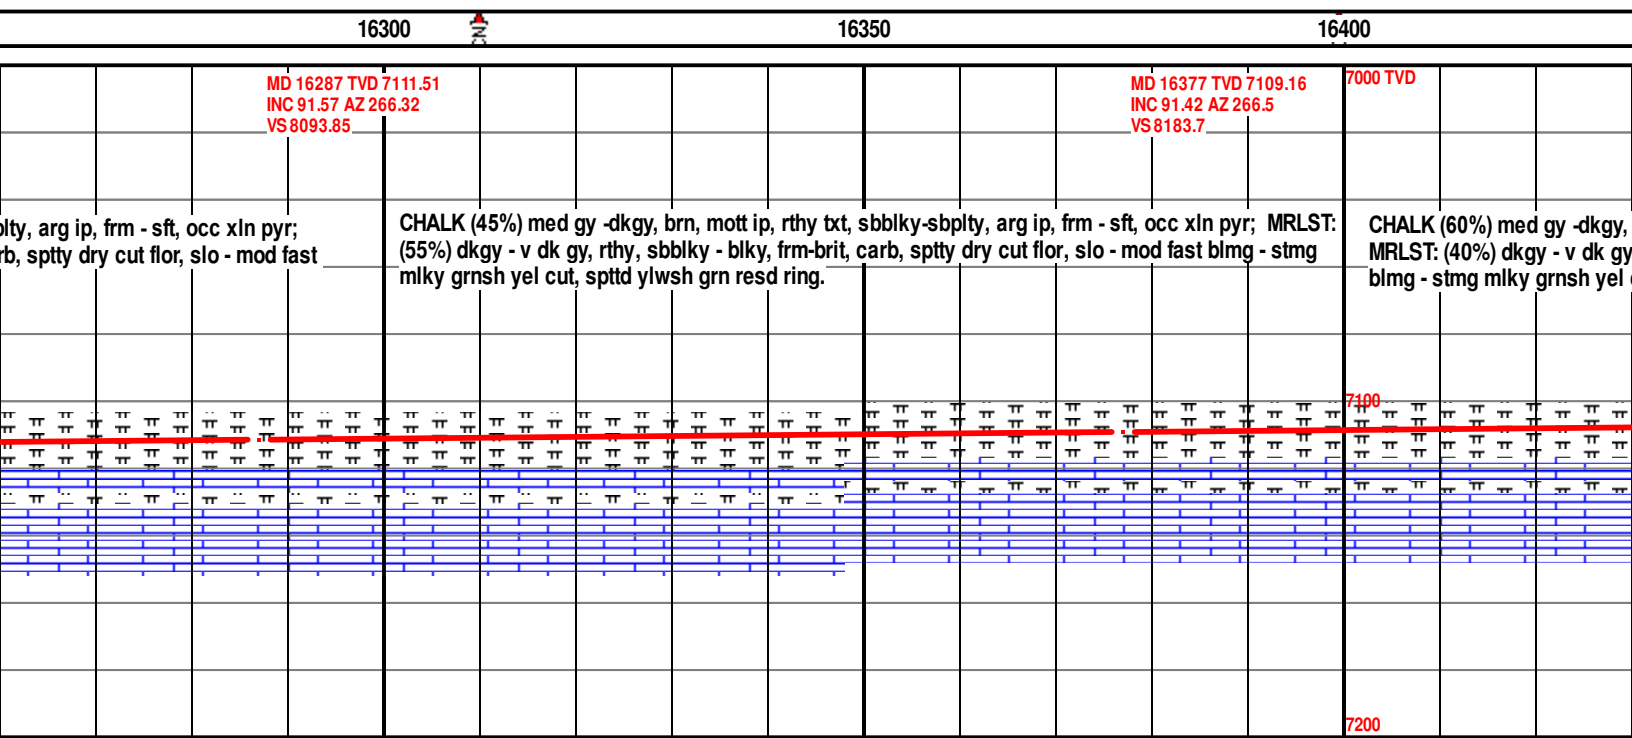 16300
CN
16350
16400
MD 16287 TVD 7111.51
INC 91.57 AZ 266.32
VS 8093.85
MD 16377 TVD 7109.16
INC 91.42 AZ 266.5
VS 8183.7
7000 TVD
plty, arg ip, frm - sft, occ xln pyr;
rb, sptty dry cut flor, slo - mod fast
CHALK (45%) med gy -dkgy, brn, mott ip, rthy txt, sbblky-sbplty, arg ip, frm - sft, occ xln pyr; MRLST:
(55%) dkgy - v dk gy, rthy, sbblky - blky, frm-brit, carb, sptty dry cut flor, slo - mod fast blmg - stmg
mlky grnsh yel cut, spttd ylwsh grn resd ring.
CHALK (60%) med gy -dkgy,
MRLST: (40%) dkgy - v dk gy
blmg - stmg mlky grnsh yel
7100
7200